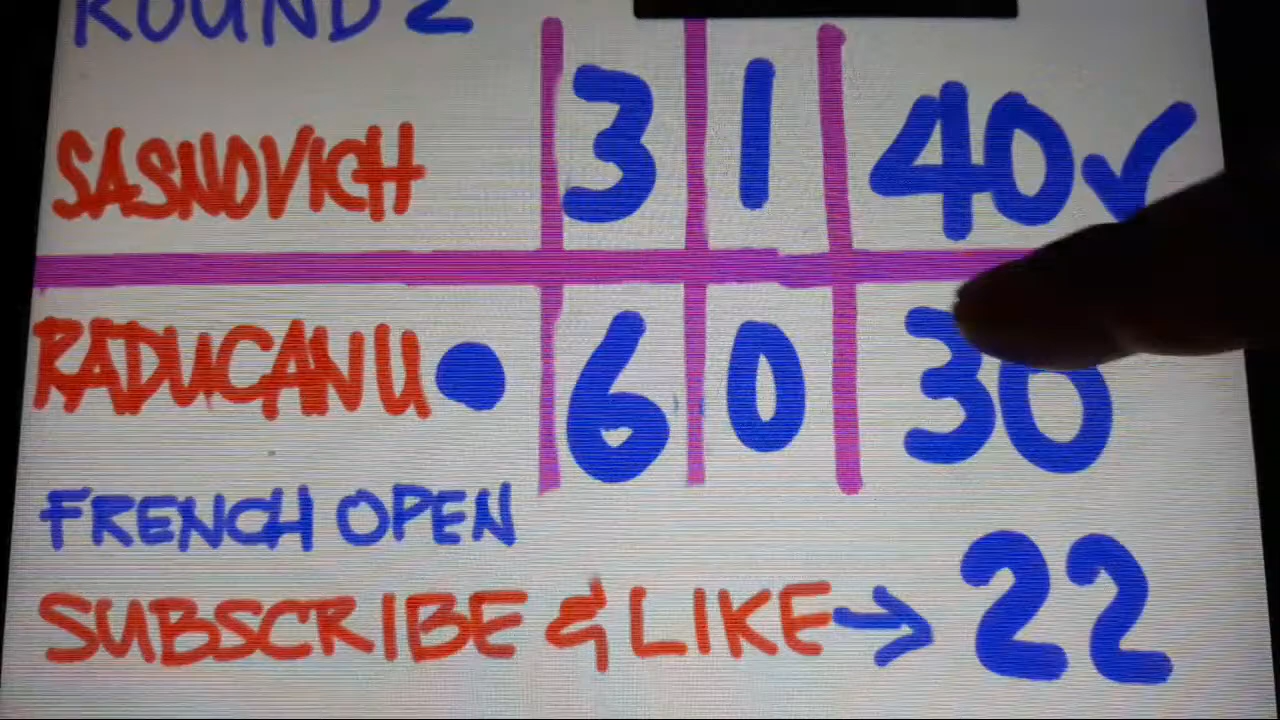 ROUND 2
SASNOVICH 3 1 40✓
RADUCANU ● 6 0 30
FRENCH OPEN
SUBSCRIBE & LIKE → 22